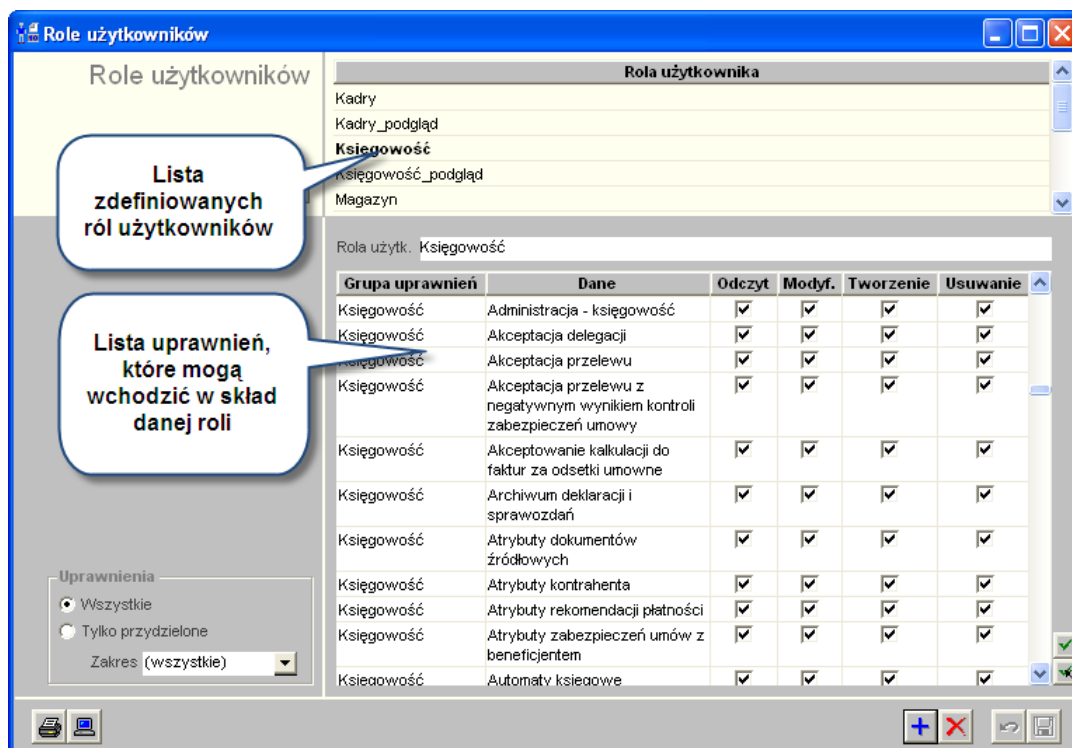 Role użytkowników
Role użytkowników
Rola użytkownika
Kadry
Kadry_podgląd
Księgowość
Księgowość_podgląd
Magazyn
Lista
zdefiniowanych
ról użytkowników
Rola użytk. Księgowość
Grupa uprawnień Dane Odczyt Modyf. Tworzenie Usuwanie
Księgowość Administracja - księgowość
Księgowość Akceptacja delegacji
Księgowość Akceptacja przelewu
Księgowość Akceptacja przelewu z
negatywnym wynikiem kontroli
zabezpieczeń umowy
Księgowość Akceptowanie kalkulacji do
faktur za odsetki umowne
Księgowość Archiwum deklaracji i
sprawozdań
Księgowość Atrybuty dokumentów
źródłowych
Księgowość Atrybuty kontrahenta
Księgowość Atrybuty rekomendacji płatności
Księgowość Atrybuty zabezpieczeń umów z
beneficjentem
Księgowość Automaty księgowe
Lista uprawnień,
które mogą
wchodzić w skład
danej roli
Uprawnienia
Wszystkie
Tylko przydzielone
Zakres (wszystkie)